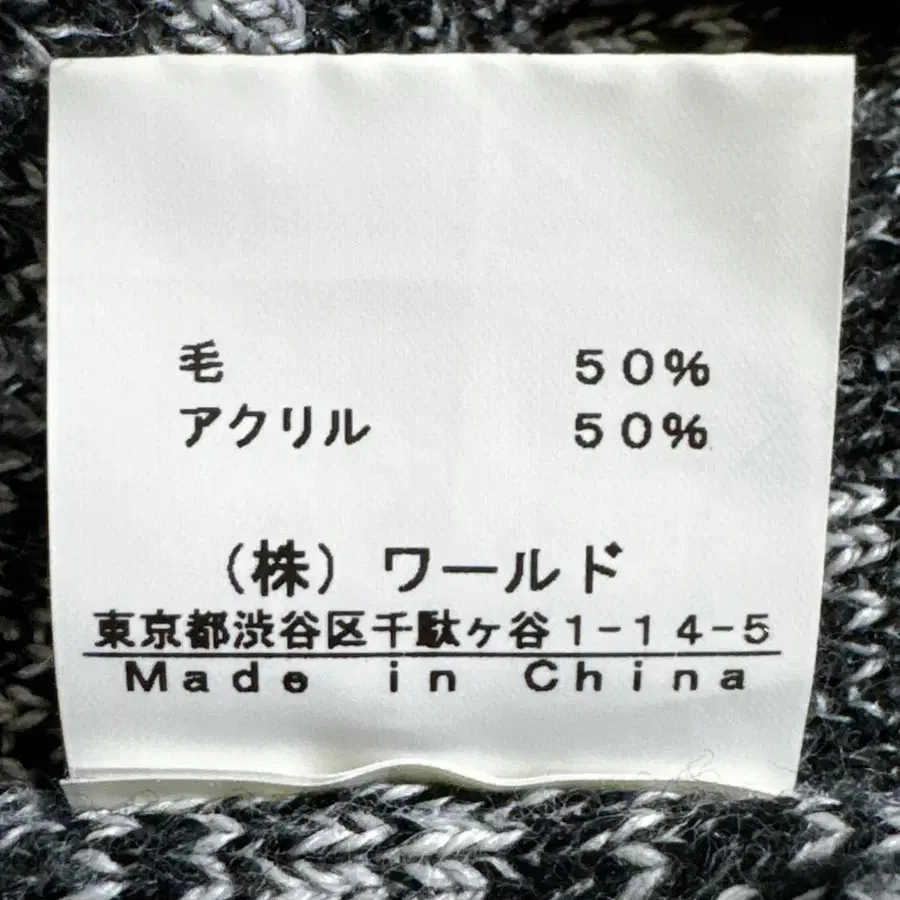 毛 50%
アクリル 50%
(株) ワールド
東京都渋谷区千駄ヶ谷1-14-5
Made in China